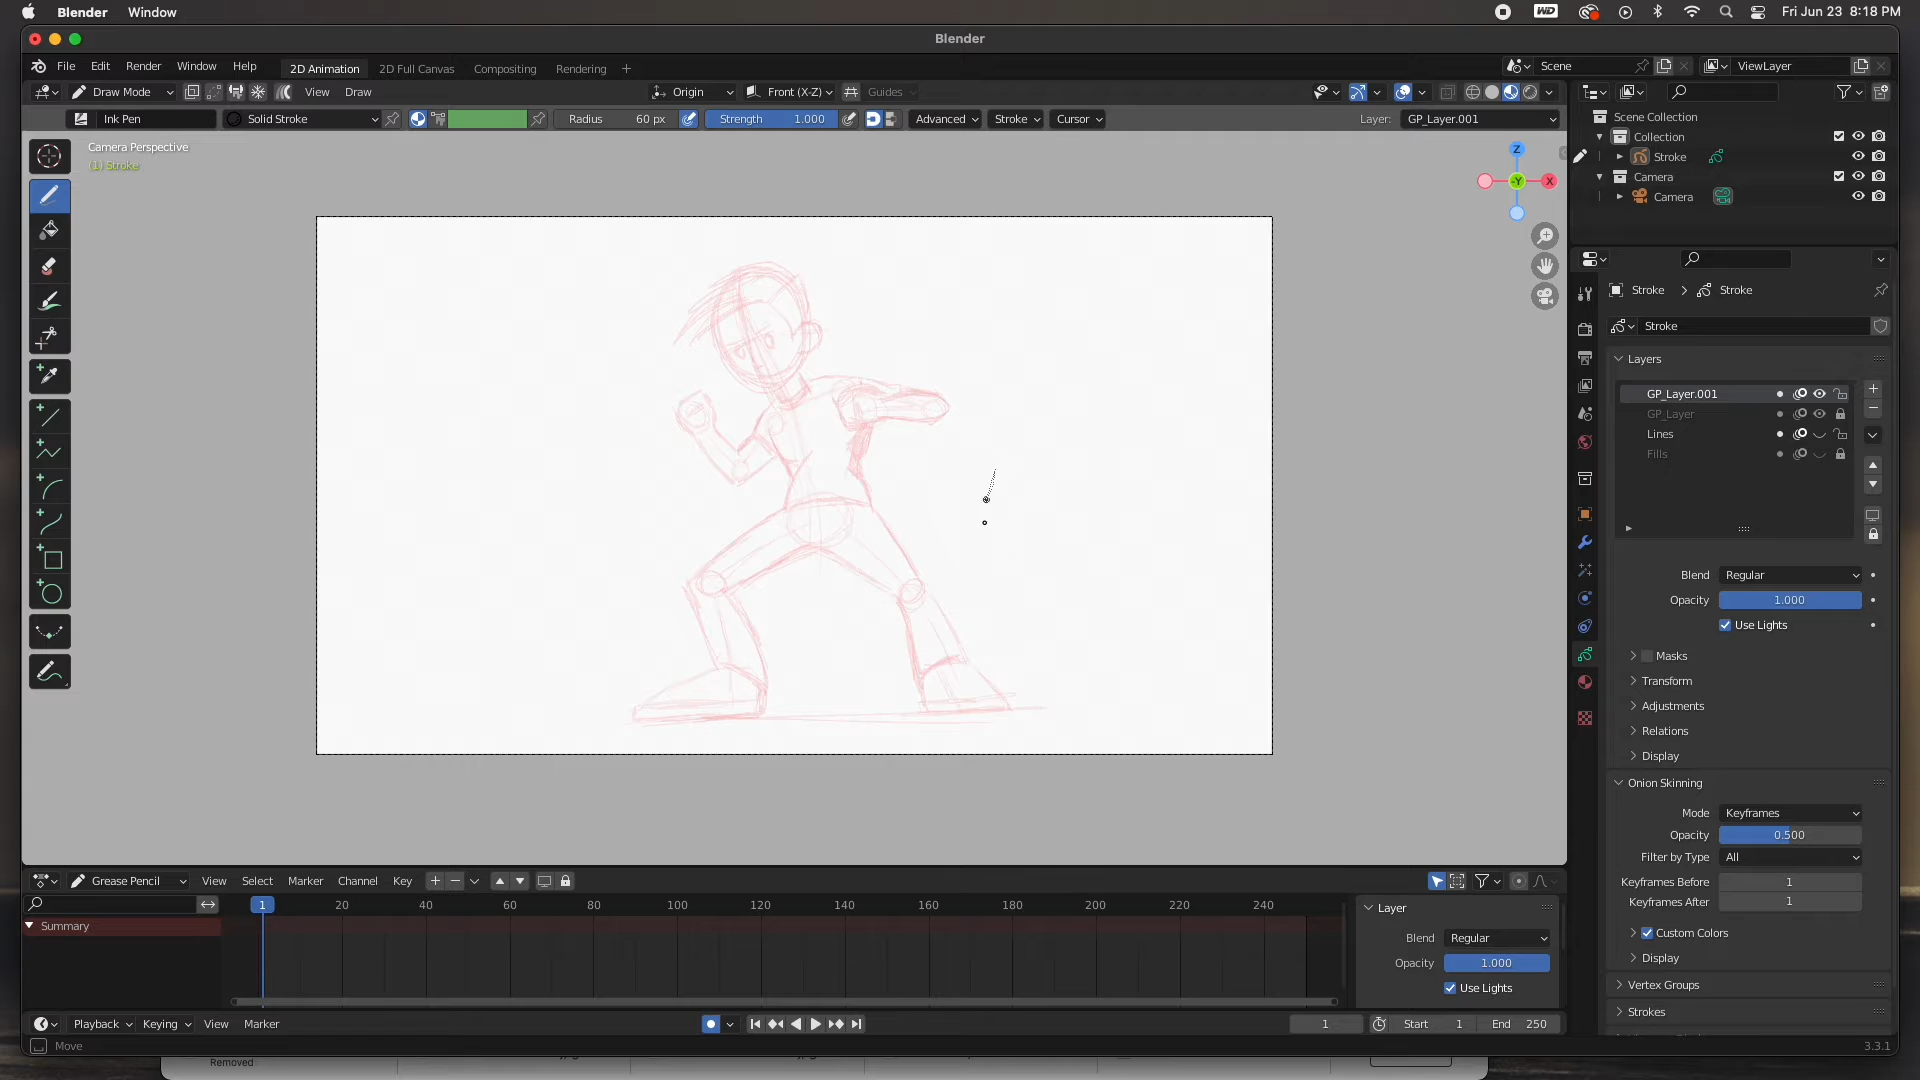 Blender Window
WD
Fri Jun 23 8:18 PM
Blender
File Edit Render Window Help 2D Animation 2D Full Canvas Compositing Rendering + Scene ViewLayer
Draw Mode View Draw Origin Front (X-Z) Guides
Ink Pen Solid Stroke Radius 60 px Strength 1.000 Advanced Stroke Cursor Layer: GP_Layer.001
Camera Perspective
(1) Stroke
Z
-Y
X
Scene Collection
Collection
Stroke
Camera
Camera
Stroke > Stroke
Stroke
Layers
GP_Layer.001
GP_Layer
Lines
Fills
Blend Regular
Opacity 1.000
Use Lights
Masks
Transform
Adjustments
Relations
Display
Onion Skinning
Mode Keyframes
Opacity 0.500
Filter by Type All
Keyframes Before 1
Keyframes After 1
Custom Colors
Display
Vertex Groups
Strokes
Grease Pencil View Select Marker Channel Key
1 20 40 60 80 100 120 140 160 180 200 220 240
Summary
Layer
Blend Regular
Opacity 1.000
Use Lights
Playback Keying View Marker 1 Start 1 End 250
Move
3.3.1
Removed